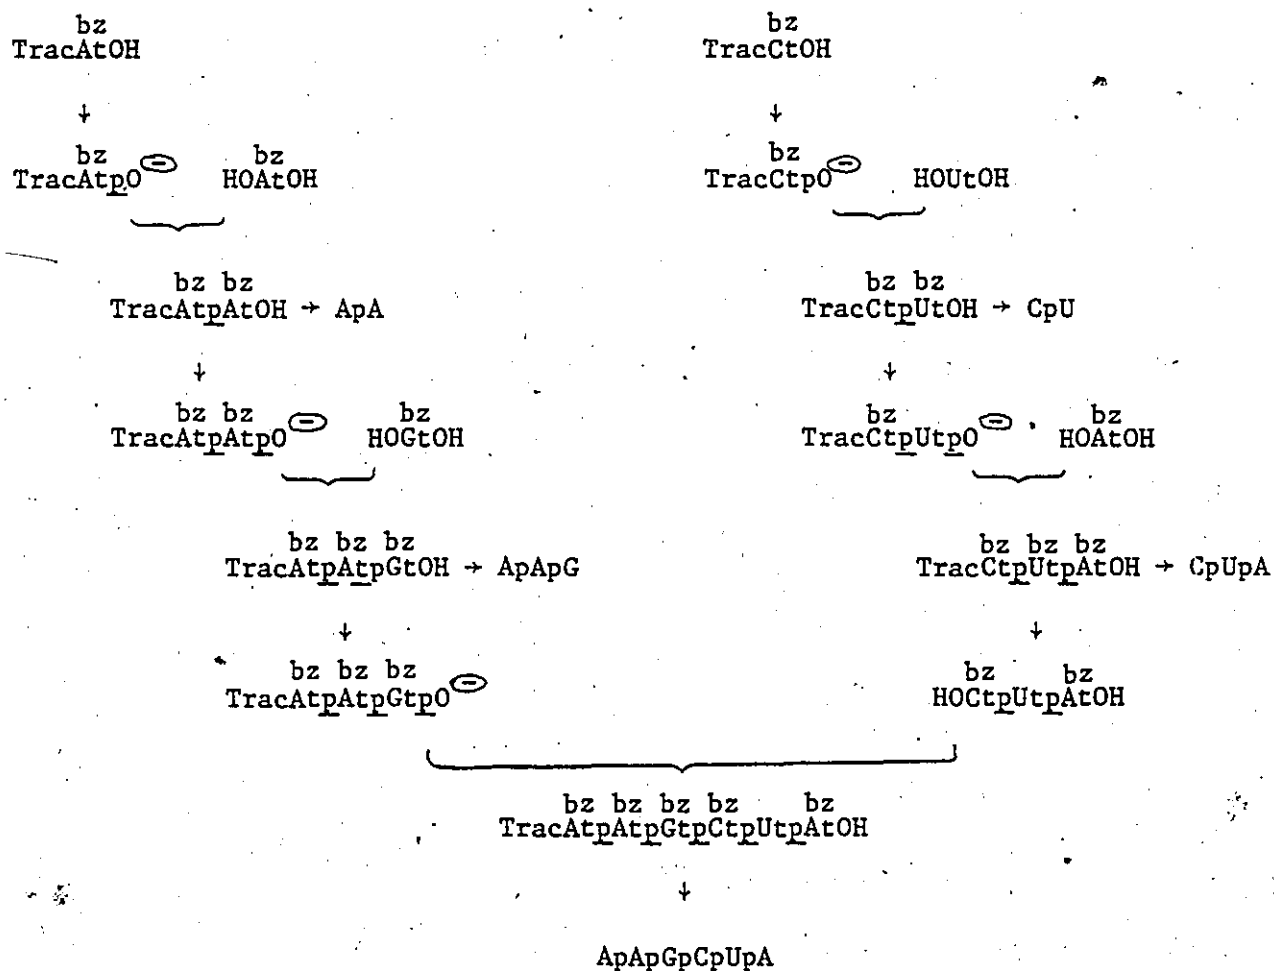 bz bz
TracAtOH TracCtOH
↓ ↓
bz bz bz
TracAtpO⊖ HOAtOH TracCtpO⊖ HOUtOH
bz bz bz bz
TracAtpAtOH → ApA TracCtpUtOH → CpU
↓ ↓
bz bz bz bz bz
TracAtpAtpO⊖ HOGtOH TracCtpUtpO⊖ HOAtOH
bz bz bz bz bz bz
TracAtpAtpGtOH → ApApG TracCtpUtpAtOH → CpUpA
↓ ↓
bz bz bz bz bz
TracAtpAtpGtpO⊖ HOCtpUtpAtOH
bz bz bz bz bz
TracAtpAtpGtpCtpUtpAtOH
↓
ApApGpCpUpA